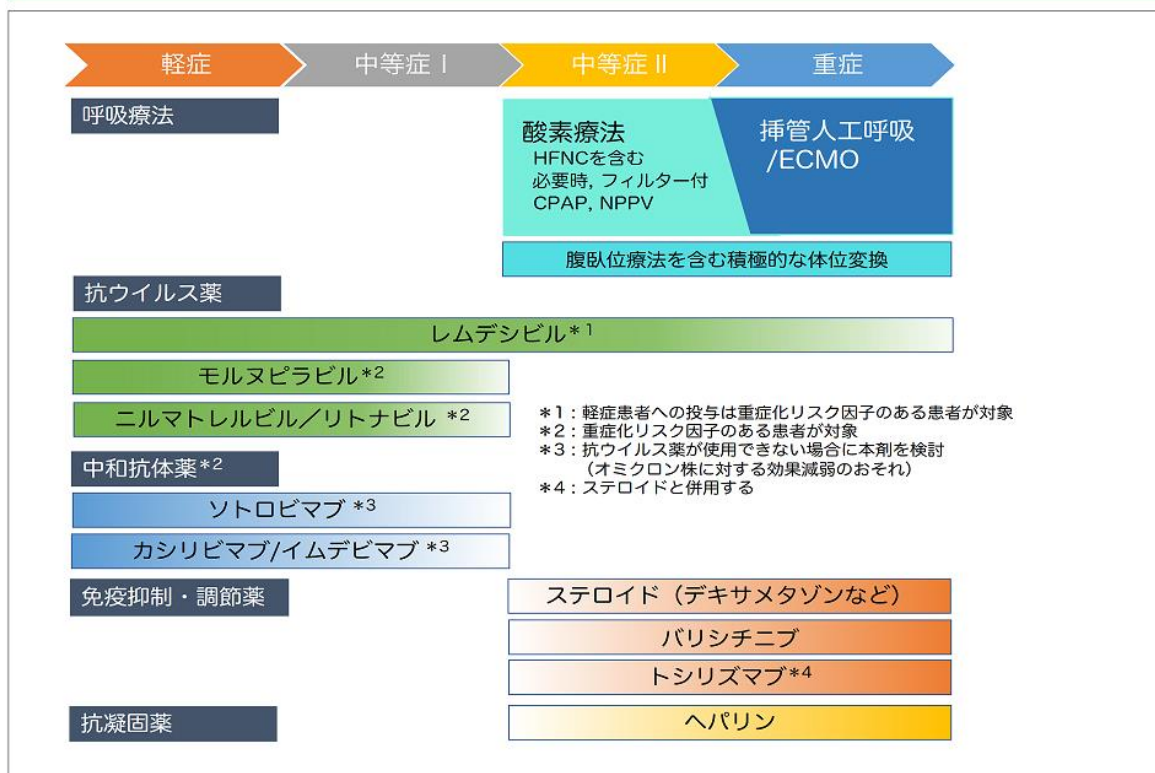 軽症
中等症Ⅰ
中等症Ⅱ
重症
呼吸療法
酸素療法
HFNCを含む
必要時, フィルター付
CPAP, NPPV
挿管人工呼吸
/ECMO
腹臥位療法を含む積極的な体位変換
抗ウイルス薬
レムデシビル*1
モルヌピラビル*2
ニルマトレルビル／リトナビル *2
*1：軽症患者への投与は重症化リスク因子のある患者が対象
*2：重症化リスク因子のある患者が対象
*3：抗ウイルス薬が使用できない場合に本剤を検討
（オミクロン株に対する効果減弱のおそれ）
*4：ステロイドと併用する
中和抗体薬*2
ソトロビマブ *3
カシリビマブ/イムデビマブ *3
免疫抑制・調節薬
ステロイド（デキサメタゾンなど）
バリシチニブ
トシリズマブ*4
抗凝固薬
ヘパリン